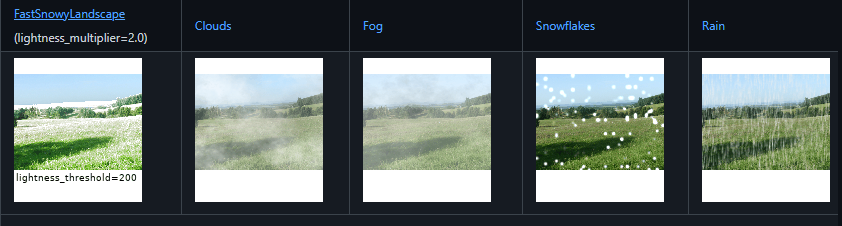 FastSnowyLandscape
(lightness_multiplier=2.0)
Clouds
Fog
Snowflakes
Rain
lightness_threshold=200